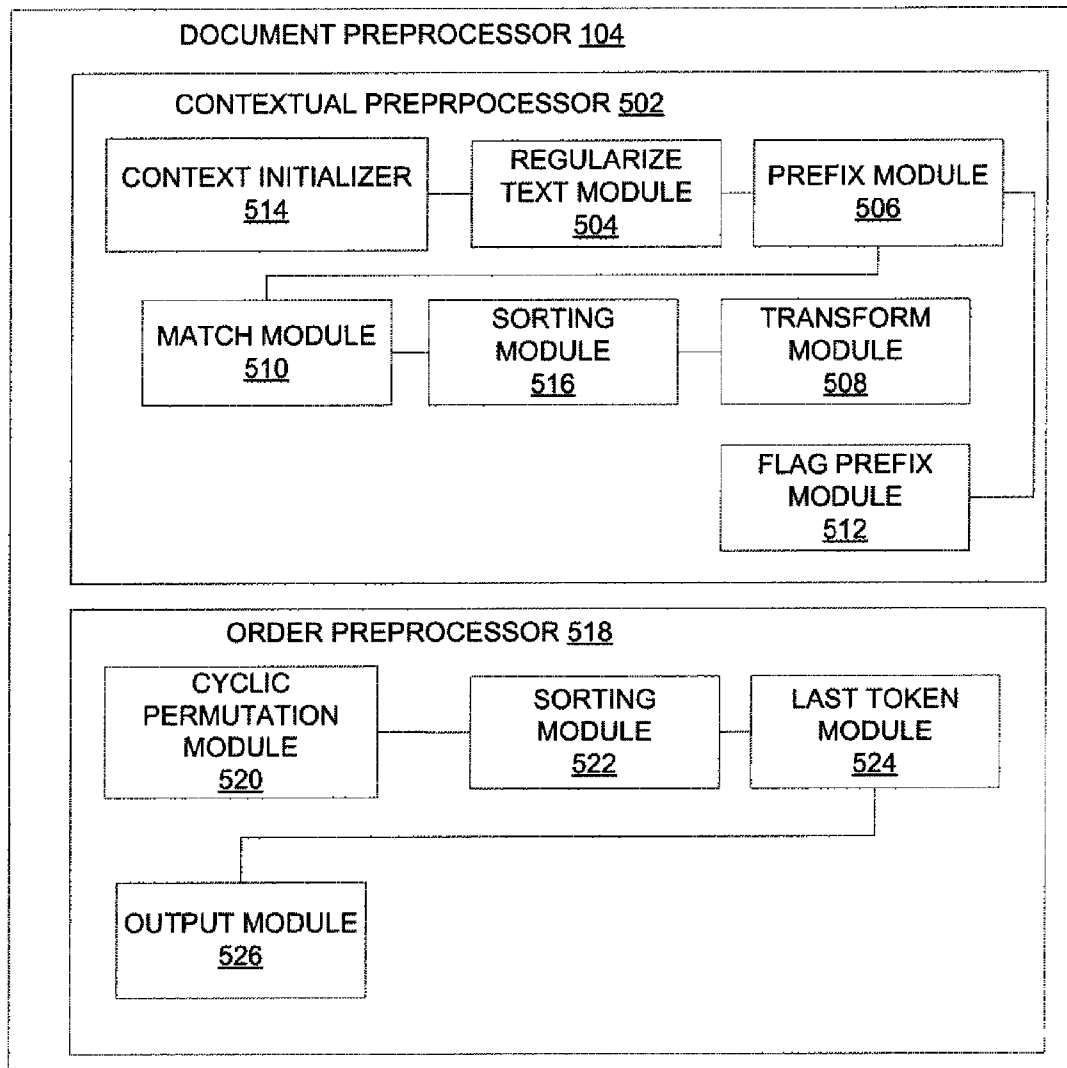 DOCUMENT PREPROCESSOR 104
CONTEXTUAL PREPRPOCESSOR 502
CONTEXT INITIALIZER
514
REGULARIZE
TEXT MODULE
504
PREFIX MODULE
506
MATCH MODULE
510
SORTING
MODULE
516
TRANSFORM
MODULE
508
FLAG PREFIX
MODULE
512
ORDER PREPROCESSOR 518
CYCLIC
PERMUTATION
MODULE
520
SORTING
MODULE
522
LAST TOKEN
MODULE
524
OUTPUT MODULE
526